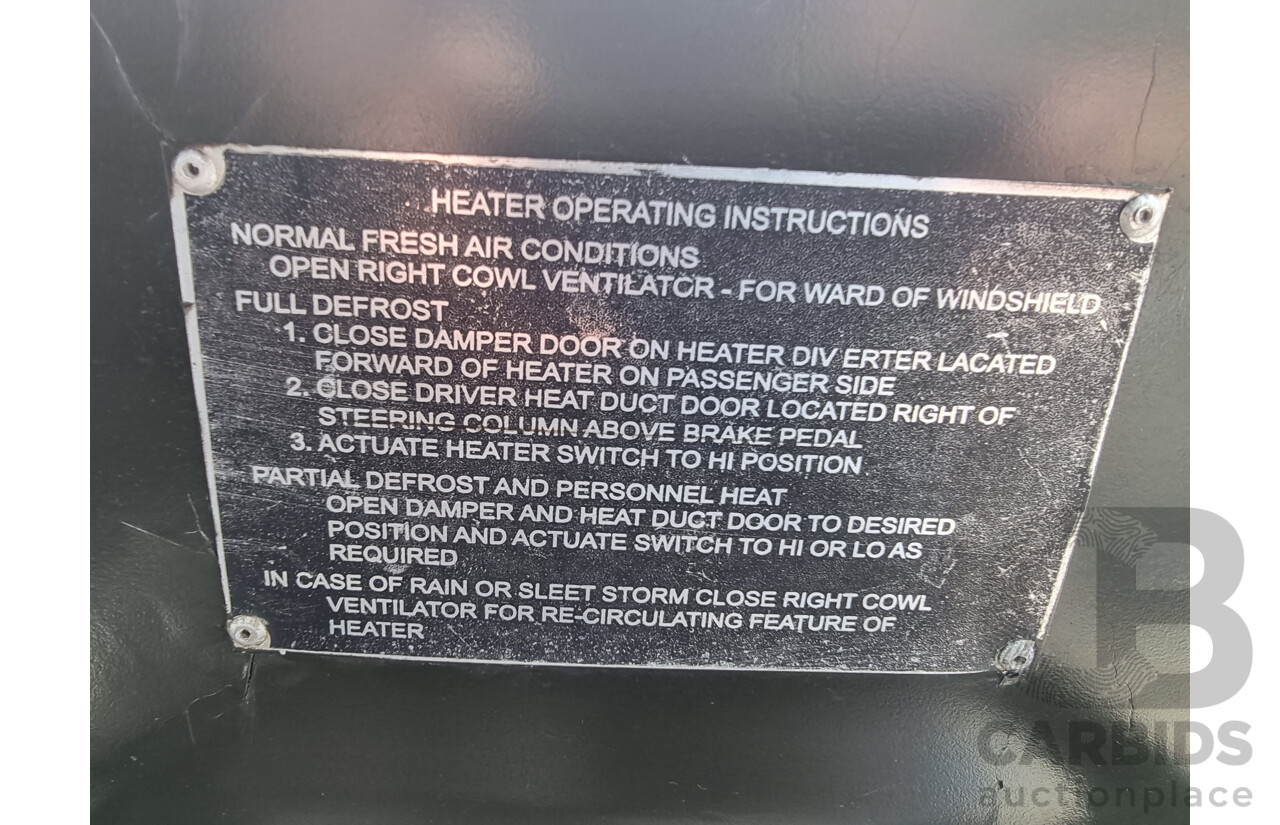 HEATER OPERATING INSTRUCTIONS
NORMAL FRESH AIR CONDITIONS
OPEN RIGHT COWL VENTILATOR - FOR WARD OF WINDSHIELD
FULL DEFROST
1. CLOSE DAMPER DOOR ON HEATER DIV ERTER LACATED
FORWARD OF HEATER ON PASSENGER SIDE
2. CLOSE DRIVER HEAT DUCT DOOR LOCATED RIGHT OF
STEERING COLUMN ABOVE BRAKE PEDAL
3. ACTUATE HEATER SWITCH TO HI POSITION
PARTIAL DEFROST AND PERSONNEL HEAT
OPEN DAMPER AND HEAT DUCT DOOR TO DESIRED
POSITION AND ACTUATE SWITCH TO HI OR LO AS
REQUIRED
IN CASE OF RAIN OR SLEET STORM CLOSE RIGHT COWL
VENTILATOR FOR RE-CIRCULATING FEATURE OF
HEATER
B
CARBIDS
auctionplace